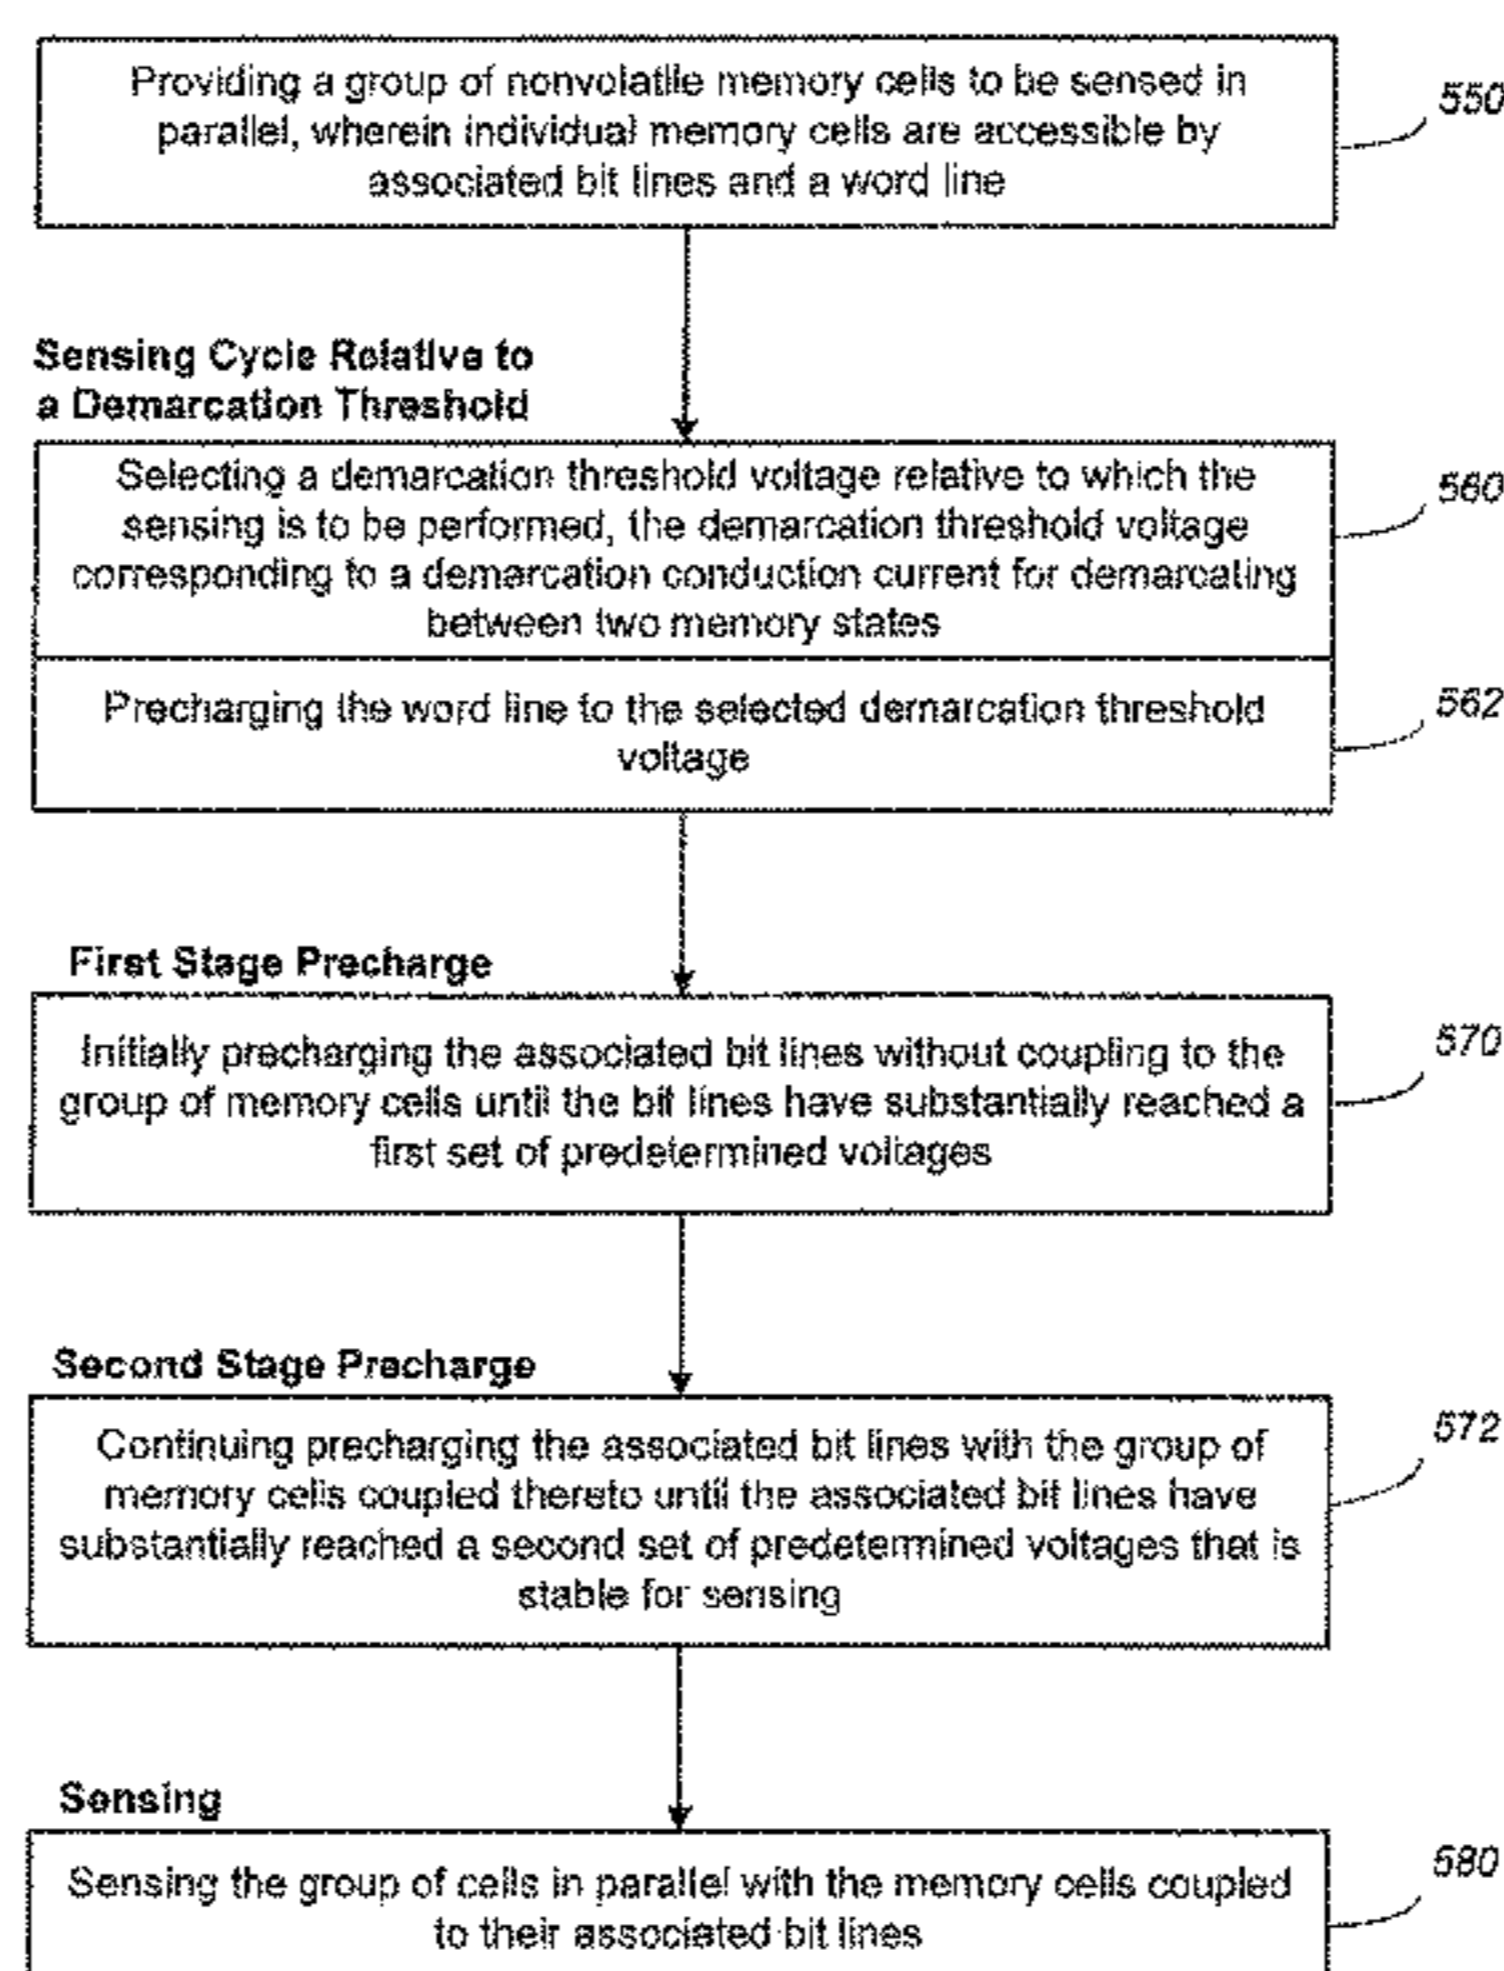 Providing a group of nonvolatile memory cells to be sensed in
parallel, wherein individual memory cells are accessible by
associated bit lines and a word line
550
Sensing Cycle Relative to
a Demarcation Threshold
Selecting a demarcation threshold voltage relative to which the
sensing is to be performed, the demarcation threshold voltage
corresponding to a demarcation conduction current for demarcating
between two memory states
560
Precharging the word line to the selected demarcation threshold
voltage
562
First Stage Precharge
Initially precharging the associated bit lines without coupling to the
group of memory cells until the bit lines have substantially reached a
first set of predetermined voltages
570
Second Stage Precharge
Continuing precharging the associated bit lines with the group of
memory cells coupled thereto until the associated bit lines have
substantially reached a second set of predetermined voltages that is
stable for sensing
572
Sensing
Sensing the group of cells in parallel with the memory cells coupled
to their associated bit lines
580